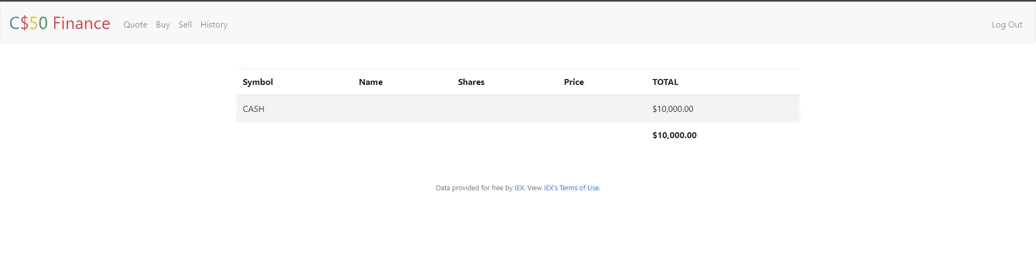 C$50 Finance Quote Buy Sell History Log Out
Symbol Name Shares Price TOTAL
CASH $10,000.00
$10,000.00
Data provided for free by IEX. View IEX's Terms of Use.